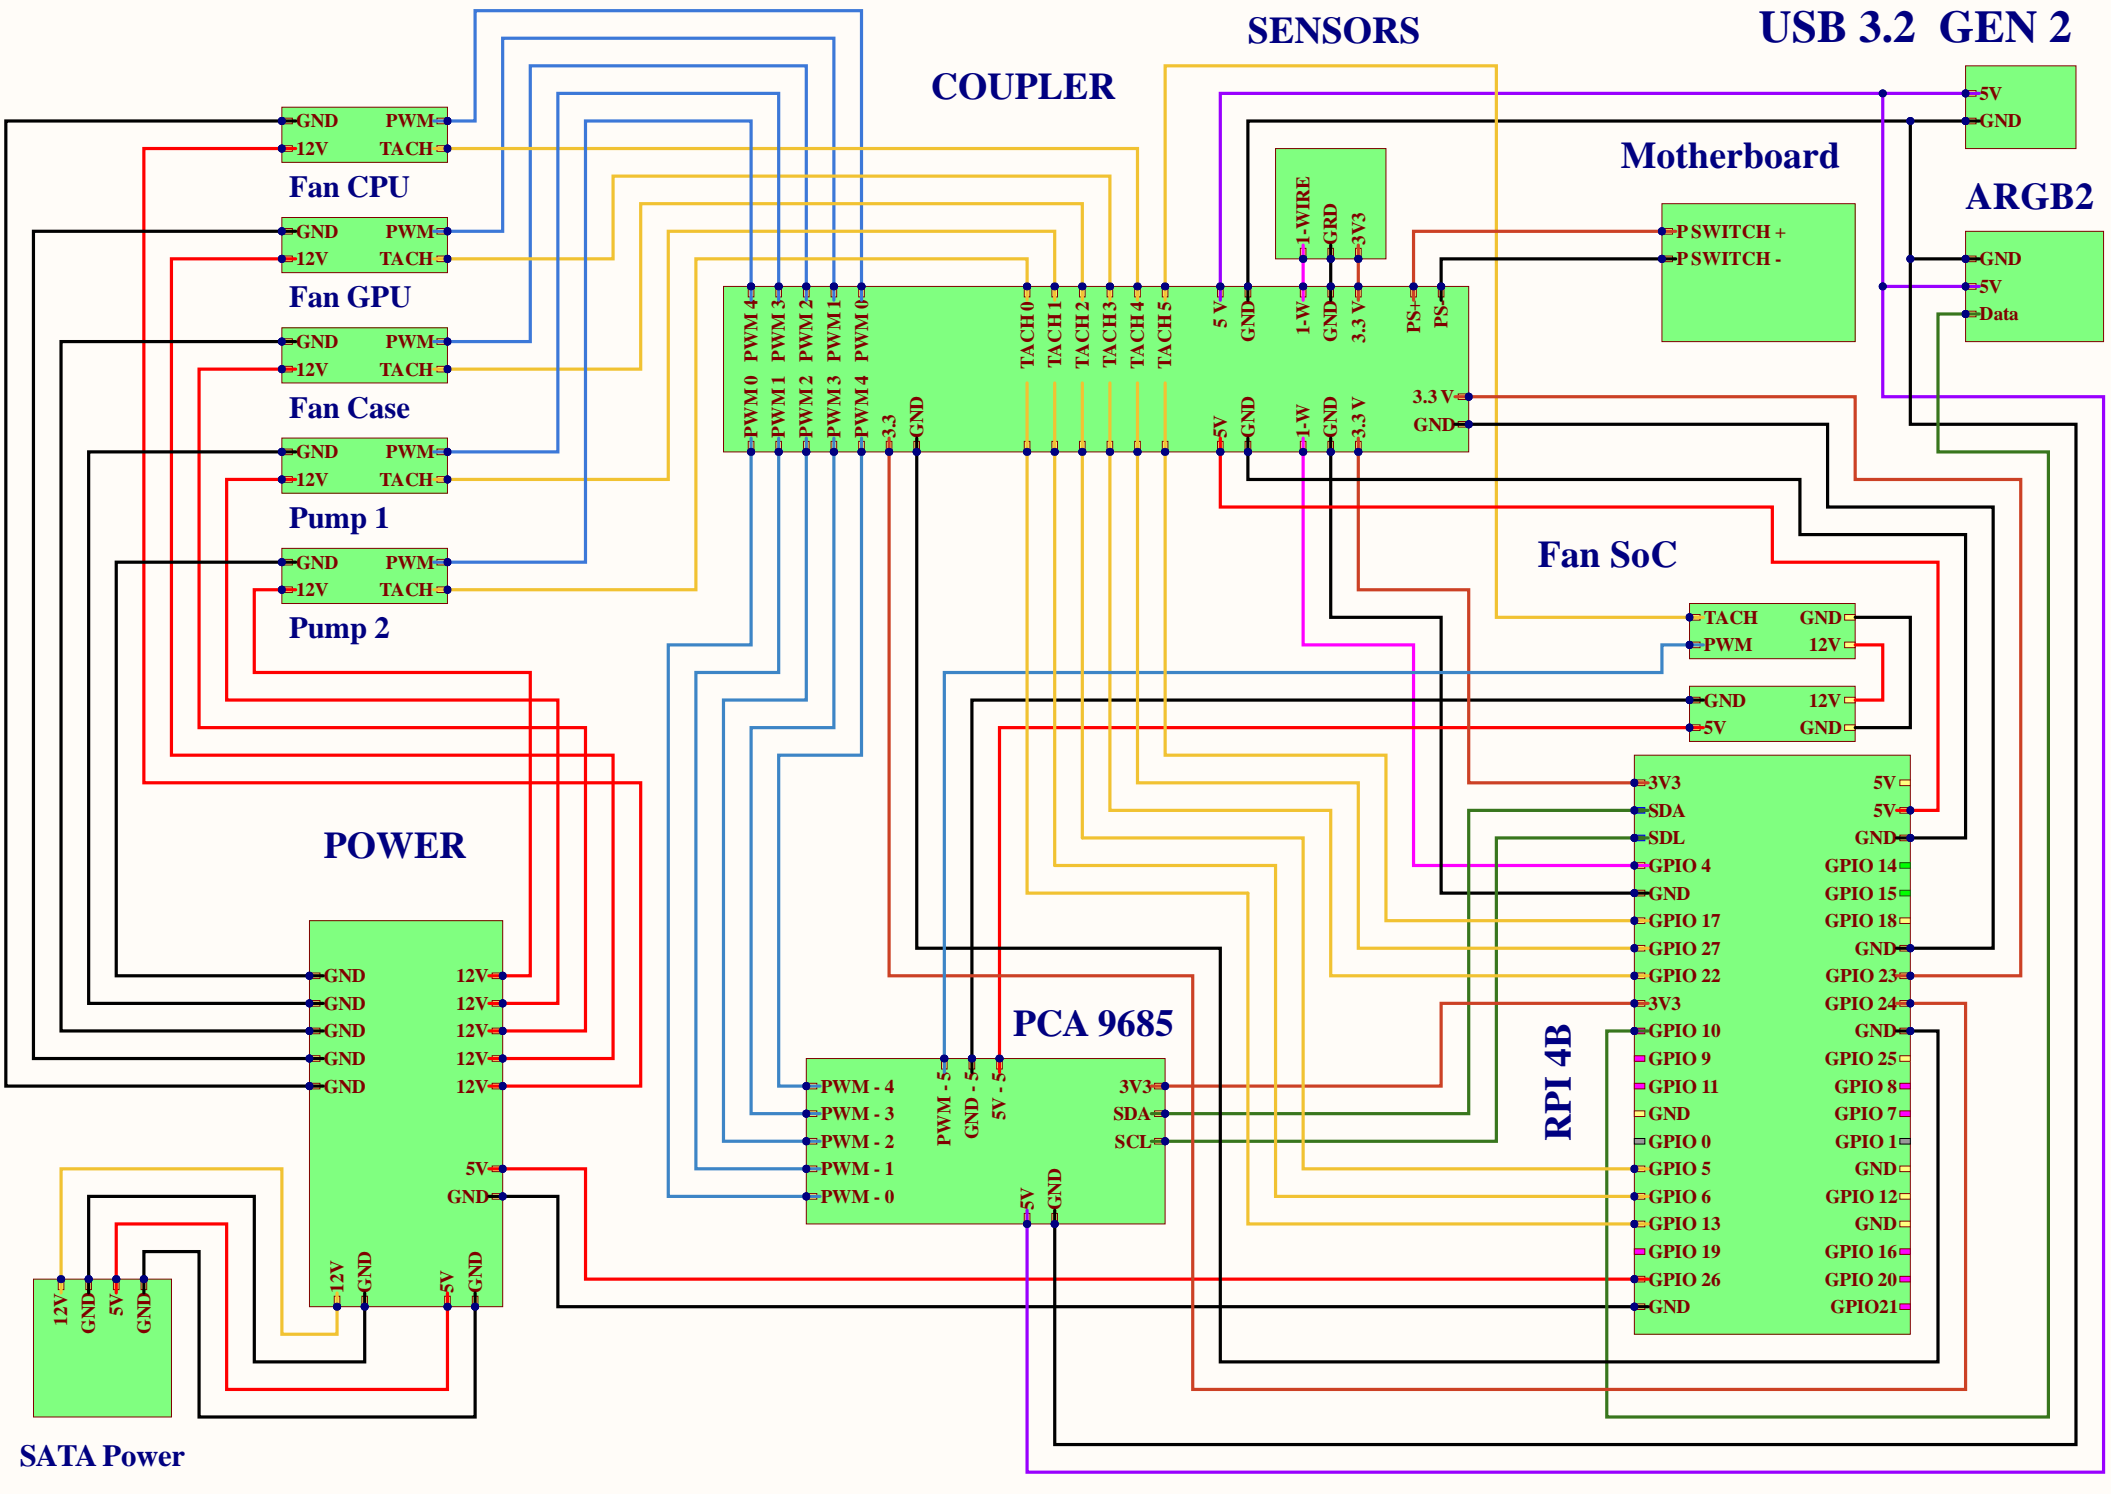 USB 3.2 GEN 2
SENSORS
COUPLER
5V
GND
GND PWM
12V TACH
Fan CPU
Motherboard
ARGB2
1-WIRE
GRD
3V3
PSWITCH +
PSWITCH -
GND PWM
12V TACH
Fan GPU
GND
5V
Data
PWM 4
PWM 3
PWM 2
PWM 1
PWM 0
TACH 0
TACH 1
TACH 2
TACH 3
TACH 4
TACH 5
5 V
GND
1-W
GND
3.3 V
PS+
PS-
GND PWM
12V TACH
Fan Case
PWM 0
PWM 1
PWM 2
PWM 3
PWM 4
3.3
GND
5V
GND
1-W
GND
3.3 V
3.3 V
GND
GND PWM
12V TACH
Pump 1
GND PWM
12V TACH
Pump 2
Fan SoC
TACH GND
PWM 12V
GND 12V
5V GND
3V3 5V
SDA 5V
SDL GND
GPIO 4 GPIO 14
GND GPIO 15
GPIO 17 GPIO 18
GPIO 27 GND
GPIO 22 GPIO 23
3V3 GPIO 24
GPIO 10 GND
GPIO 9 GPIO 25
GPIO 11 GPIO 8
GND GPIO 7
GPIO 0 GPIO 1
GPIO 5 GND
GPIO 6 GPIO 12
GPIO 13 GND
GPIO 19 GPIO 16
GPIO 26 GPIO 20
GND GPIO21
RPI 4B
POWER
GND 12V
GND 12V
GND 12V
GND 12V
GND 12V
5V
GND
12V
GND
5V
GND
PCA 9685
PWM - 5
GND - 5
5V - 5
PWM - 4 3V3
PWM - 3 SDA
PWM - 2 SCL
PWM - 1
PWM - 0
5V
GND
12V
GND
5V
GND
SATA Power